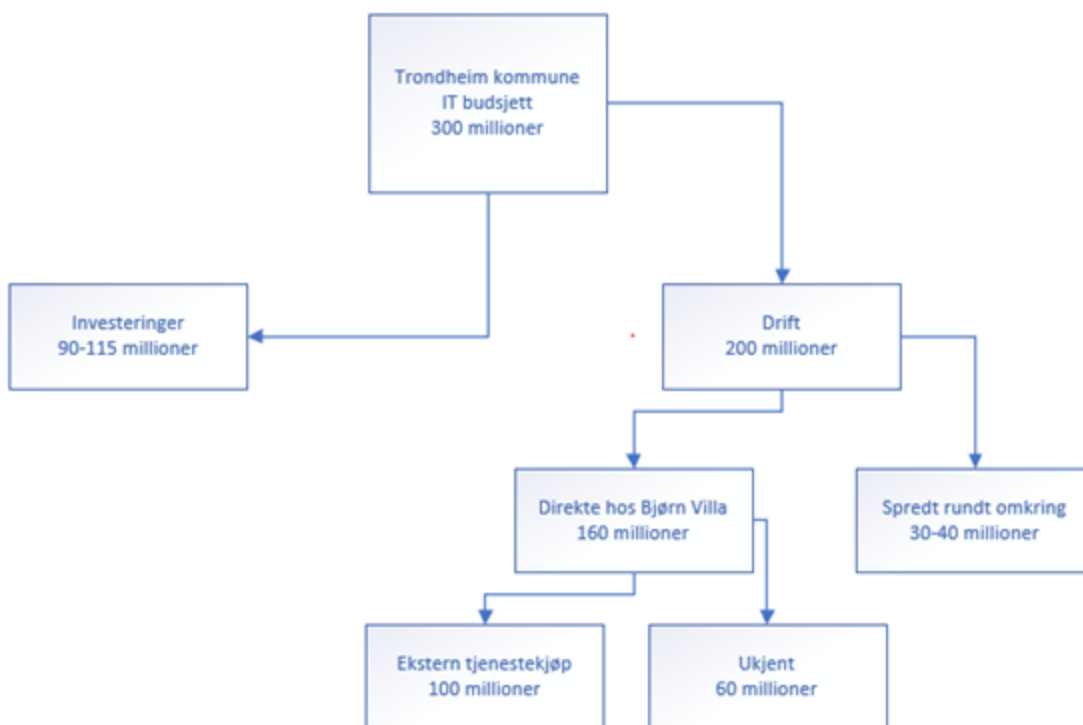 Trondheim kommune
IT budsjett
300 millioner
Investeringer
90-115 millioner
Drift
200 millioner
Direkte hos Bjørn Villa
160 millioner
Spredt rundt omkring
30-40 millioner
Ekstern tjenestekjøp
100 millioner
Ukjent
60 millioner